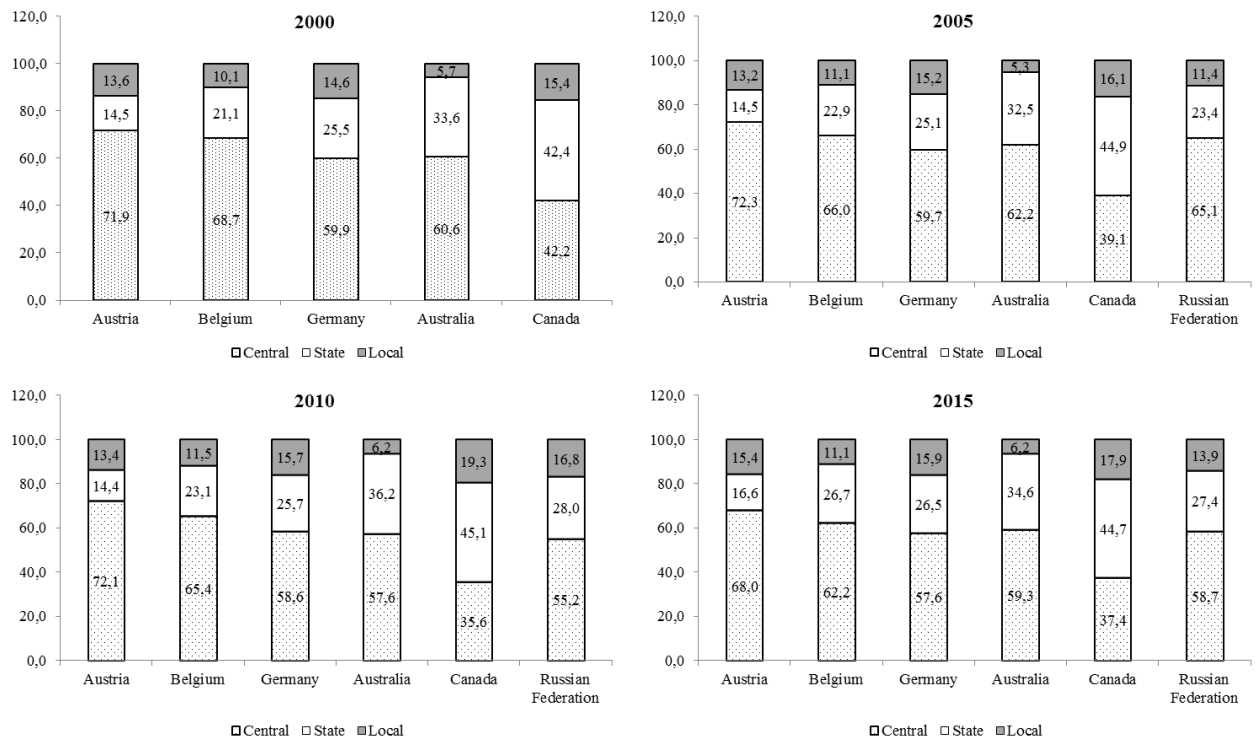 2000
120,0
100,0
80,0
60,0
40,0
20,0
0,0
13,6 10,1 14,6 5,7 15,4
14,5 21,1 25,5 33,6 42,4
71,9 68,7 59,9 60,6 42,2
Austria Belgium Germany Australia Canada
Central State Local
2005
120,0
100,0
80,0
60,0
40,0
20,0
0,0
13,2 11,1 15,2 5,3 16,1 11,4
14,5 22,9 25,1 32,5 44,9 23,4
72,3 66,0 59,7 62,2 39,1 65,1
Austria Belgium Germany Australia Canada Russian
Federation
Central State Local
2010
120,0
100,0
80,0
60,0
40,0
20,0
0,0
13,4 11,5 15,7 6,2 19,3 16,8
14,4 23,1 25,7 36,2 45,1 28,0
72,1 65,4 58,6 57,6 35,6 55,2
Austria Belgium Germany Australia Canada Russian
Federation
Central State Local
2015
120,0
100,0
80,0
60,0
40,0
20,0
0,0
15,4 11,1 15,9 6,2 17,9 13,9
16,6 26,7 26,5 34,6 44,7 27,4
68,0 62,2 57,6 59,3 37,4 58,7
Austria Belgium Germany Australia Canada Russian
Federation
Central State Local